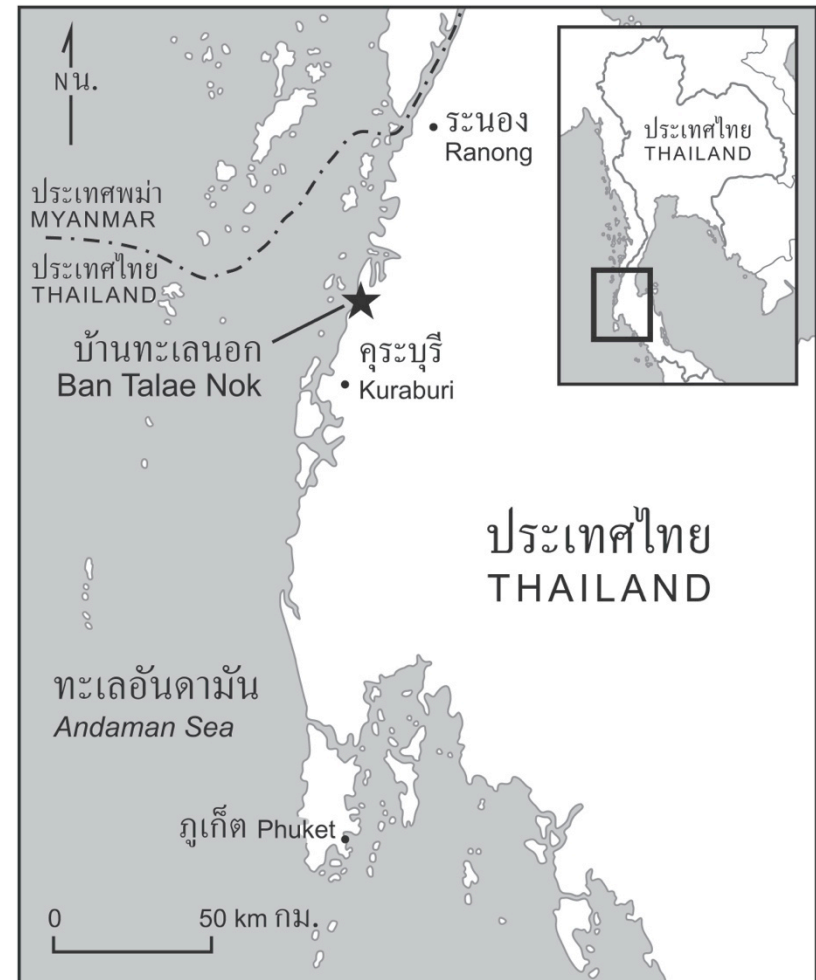 N น.
ระนอง
Ranong
ประเทศไทย
THAILAND
ประเทศพม่า
MYANMAR
ประเทศไทย
THAILAND
บ้านทะเลนอก
Ban Talae Nok
คุระบุรี
Kuraburi
ประเทศไทย
THAILAND
ทะเลอันดามัน
Andaman Sea
ภูเก็ต Phuket
0 50 km กม.